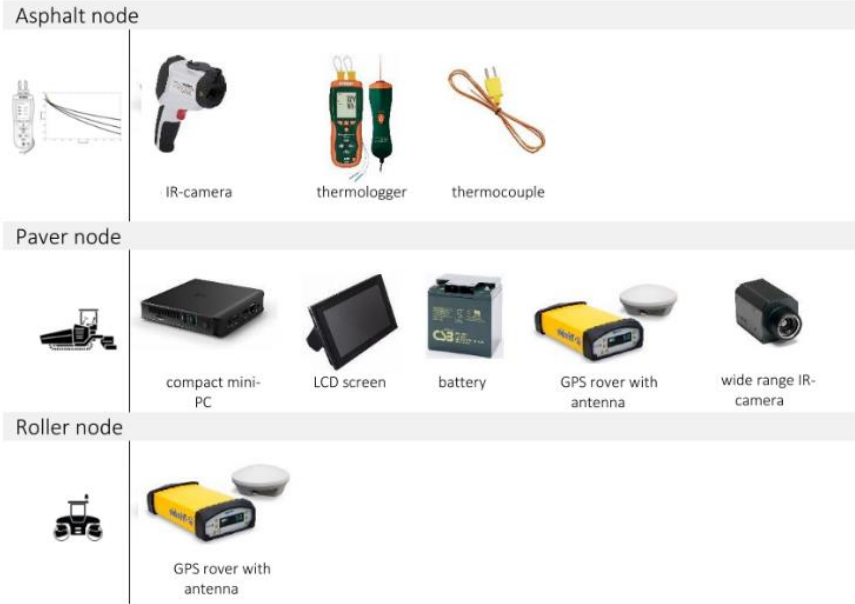 Asphalt node
IR-camera
thermologger
thermocouple
Paver node
CSB
compact mini-
PC
LCD screen
battery
GPS rover with
antenna
wide range IR-
camera
Roller node
GPS rover with
antenna